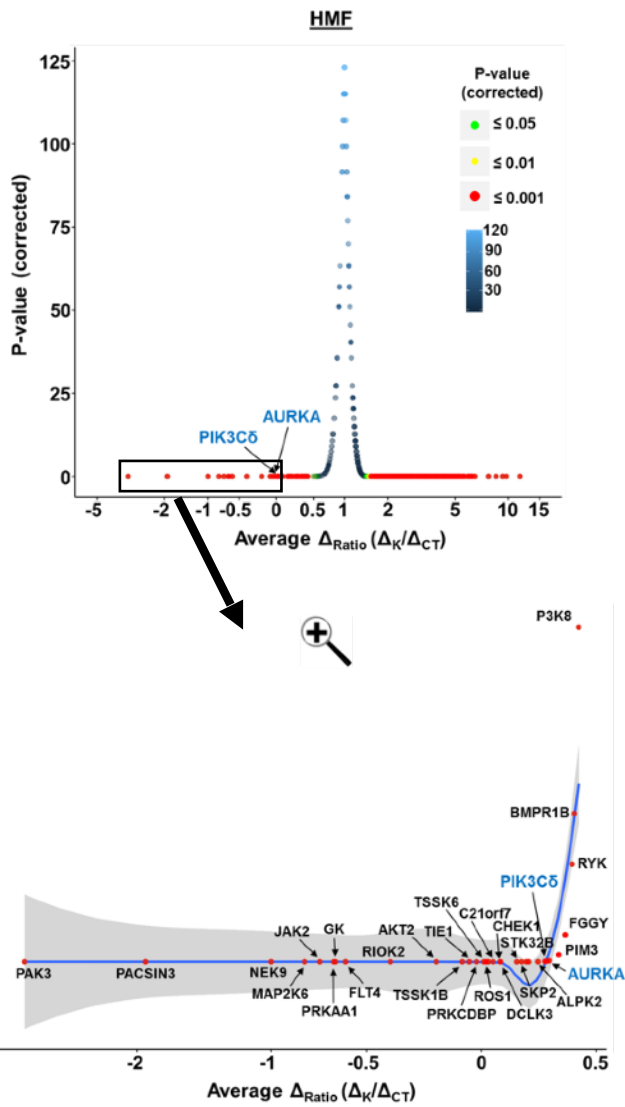 HMF
P-value
(corrected)
≤ 0.05
≤ 0.01
≤ 0.001
120
90
60
30
125
100
75
50
25
0
P-value (corrected)
AURKA
PIK3Cδ
-5
-2
-1
-0.5
0
0.5
1
2
5
10
15
Average ΔRatio (ΔK/ΔCT)
P3K8
BMPR1B
RYK
PIK3Cδ
TSSK6
C21orf7
CHEK1
FGGY
JAK2
GK
AKT2
TIE1
STK32B
RIOK2
PIM3
PAK3
PACSIN3
NEK9
AURKA
MAP2K6
FLT4
TSSK1B
ROS1
SKP2
ALPK2
PRKAA1
PRKCDBP
DCLK3
-2
-1
-0.5
0
0.5
Average ΔRatio (ΔK/ΔCT)